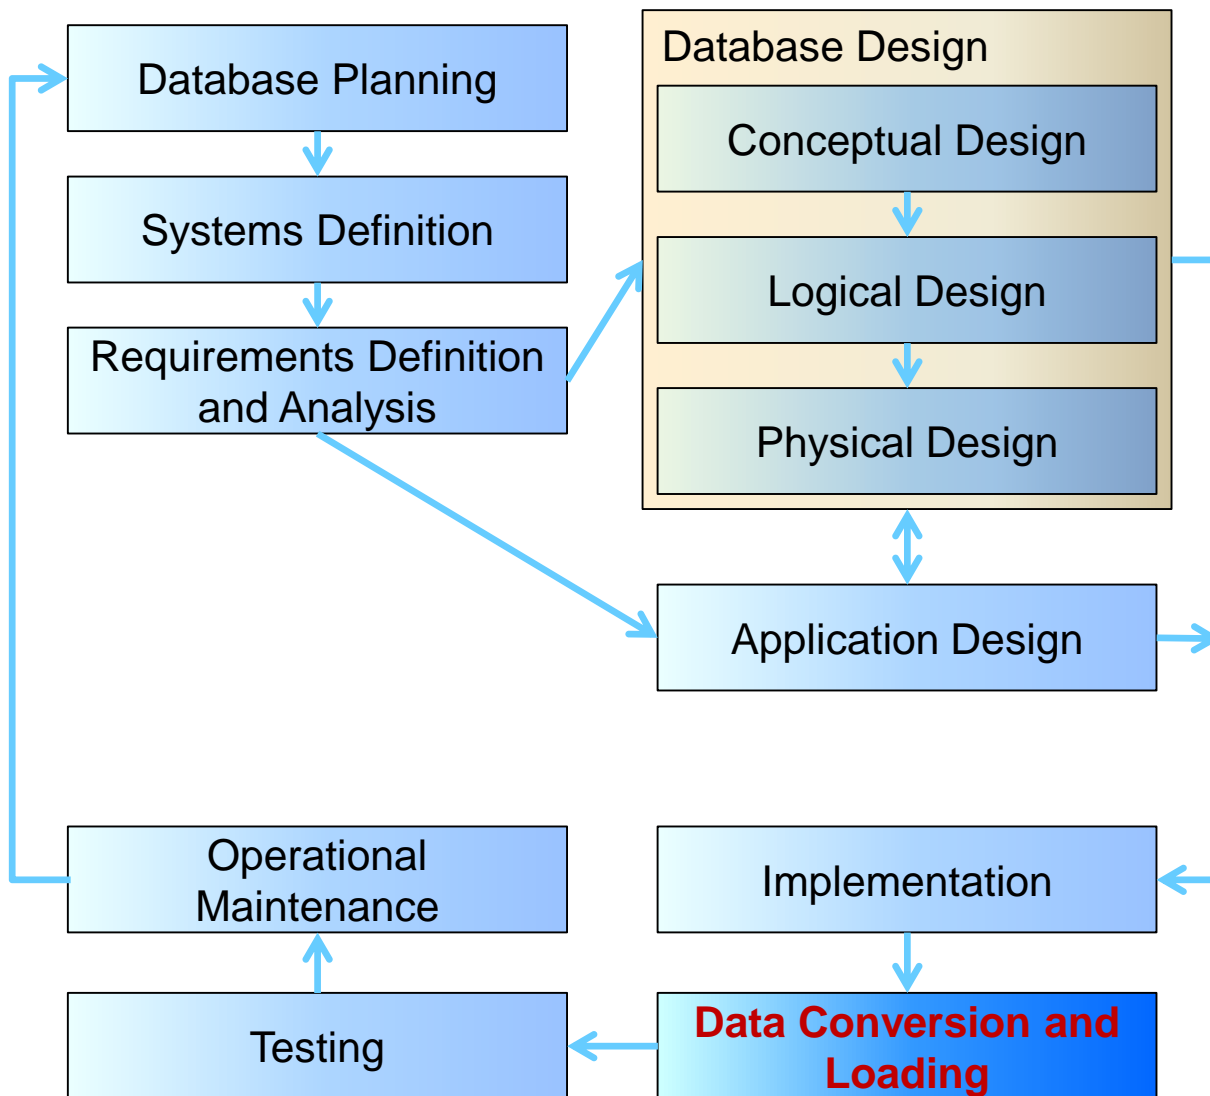 Database Planning
Systems Definition
Requirements Definition
and Analysis
Database Design
Conceptual Design
Logical Design
Physical Design
Application Design
Operational
Maintenance
Implementation
Testing
Data Conversion and
Loading